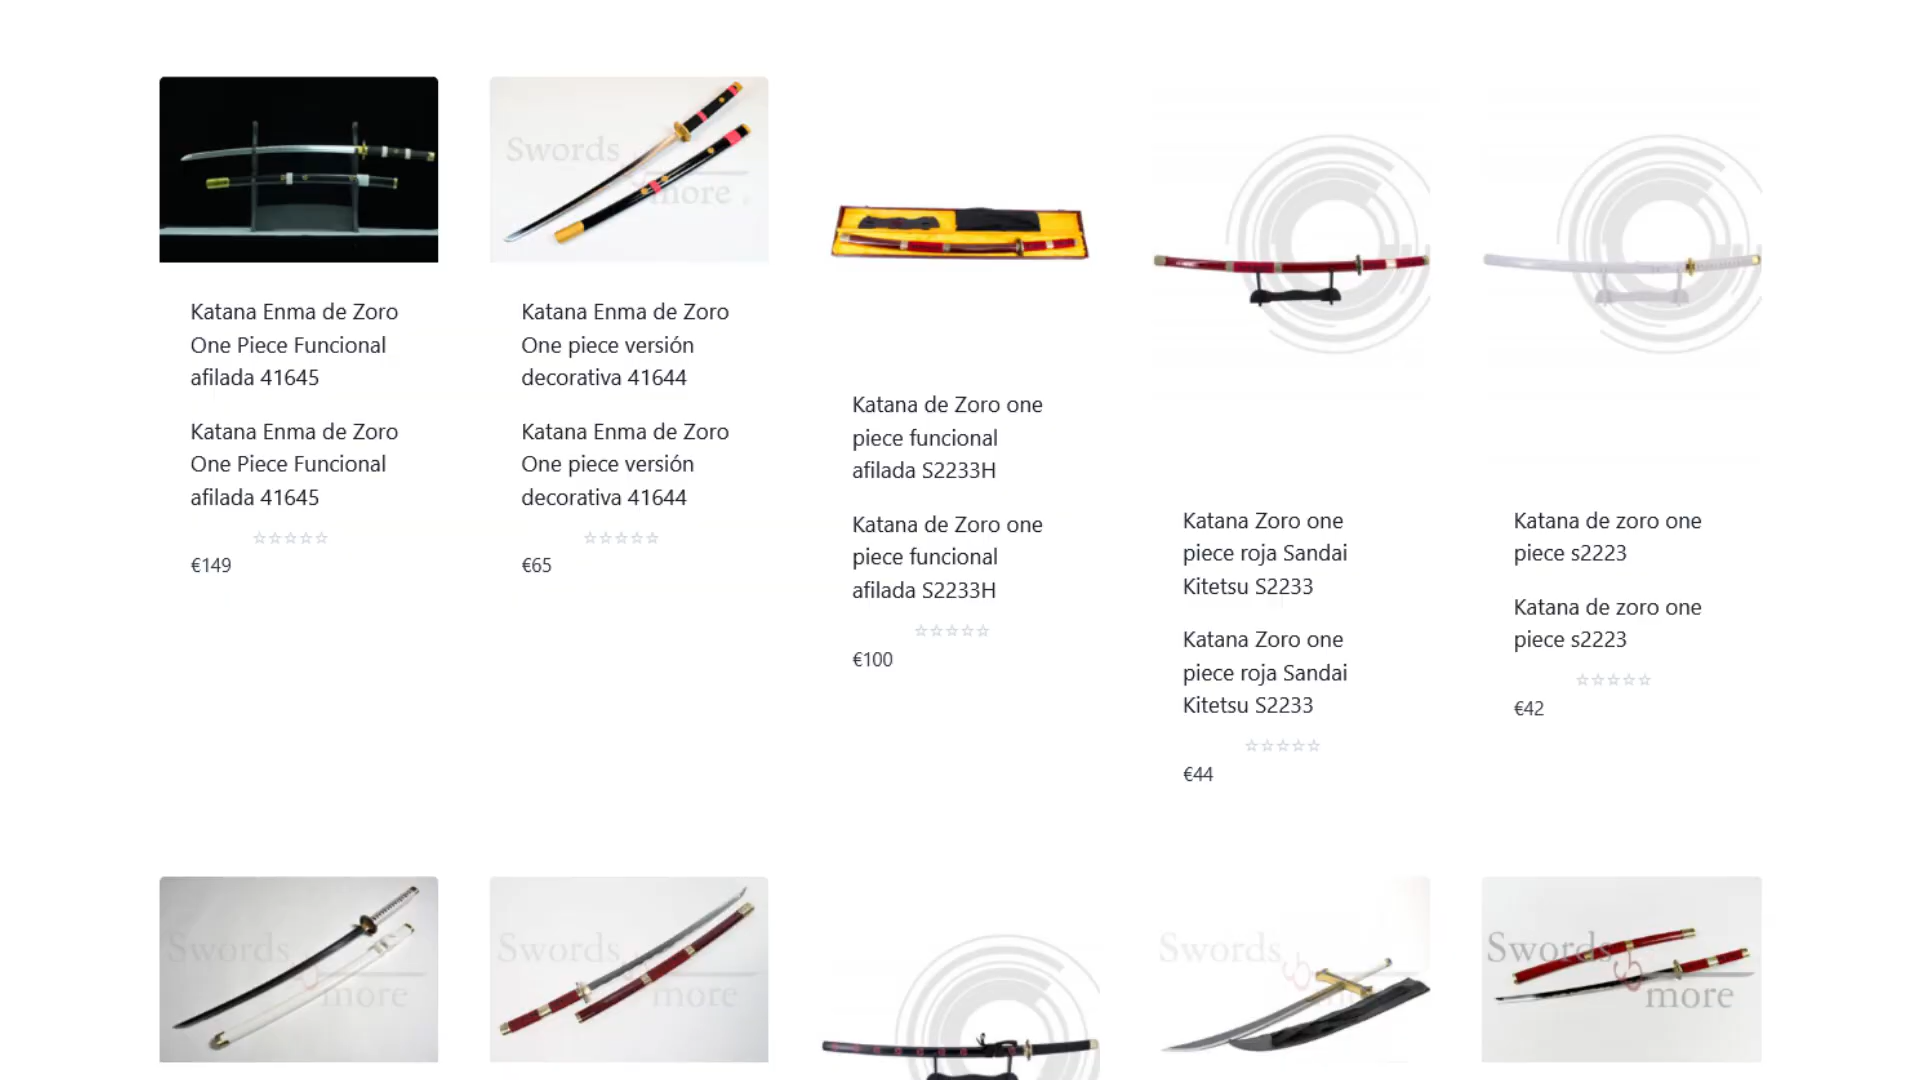 Swords
more
Katana Enma de Zoro
One Piece Funcional
afilada 41645
Katana Enma de Zoro
One Piece Funcional
afilada 41645
☆☆☆☆☆
€149
Katana Enma de Zoro
One piece versión
decorativa 41644
Katana Enma de Zoro
One piece versión
decorativa 41644
☆☆☆☆☆
€65
Katana de Zoro one
piece funcional
afilada S2233H
Katana de Zoro one
piece funcional
afilada S2233H
☆☆☆☆☆
€100
Katana Zoro one
piece roja Sandai
Kitetsu S2233
Katana Zoro one
piece roja Sandai
Kitetsu S2233
☆☆☆☆☆
€44
Katana de zoro one
piece s2223
Katana de zoro one
piece s2223
☆☆☆☆☆
€42
Swords
more
Swords
more
Swords
Swords
more